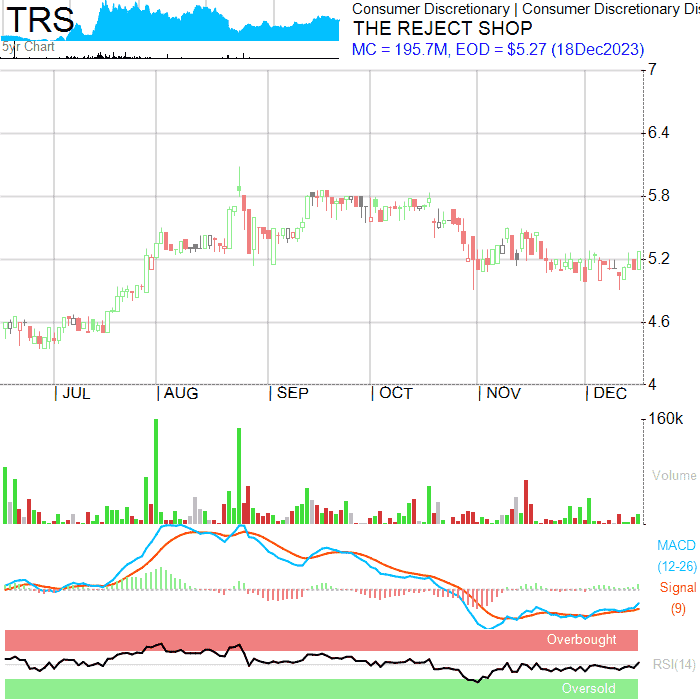 TRS
5yr Chart
Consumer Discretionary | Consumer Discretionary Dis
THE REJECT SHOP
MC = 195.7M, EOD = $5.27 (18Dec2023)
7
6.4
5.8
5.2
4.6
4
| JUL | AUG | SEP | OCT | NOV | DEC
160k
Volume
MACD
(12-26)
Signal
(9)
Overbought
RSI(14)
Oversold